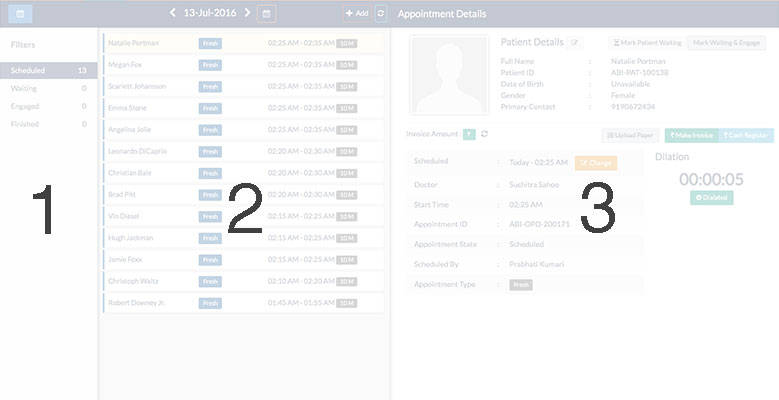 13-Jul-2016
+ Add
Appointment Details
Filters
Scheduled 13
Waiting 0
Engaged 0
Finished 0
1
Natalie Portman Fresh 02:25 AM - 02:35 AM 10 M
Megan Fox Fresh 02:25 AM - 02:35 AM 10 M
Scarlett Johannson Fresh 02:25 AM - 02:35 AM 10 M
Emma Stone Fresh 02:25 AM - 02:35 AM 10 M
Angelina Jolie Fresh 02:25 AM - 02:35 AM 10 M
Leonardo DiCaprio Fresh 02:20 AM - 02:30 AM 10 M
Christian Bale Fresh 02:20 AM - 02:30 AM 10 M
Brad Pitt Fresh 02:20 AM - 02:30 AM 10 M
Vin Diesel Fresh 02:15 AM - 02:25 AM 10 M
Hugh Jackman Fresh 02:15 AM - 02:25 AM 10 M
Jamie Foxx Fresh 02:15 AM - 02:25 AM 10 M
Christoph Waltz Fresh 02:10 AM - 02:20 AM 10 M
Robert Downey Jr. Fresh 01:45 AM - 01:55 AM 10 M
2
Patient Details
Mark Patient Waiting
Mark Waiting & Engage
Full Name : Natalie Portman
Patient ID : ABI-PAT-100138
Date of Birth : Unavailable
Gender : Female
Primary Contact : 9190672434
Invoice Amount : ?
Upload Paper
₹ Make Invoice
₹ Cash Register
Scheduled : Today - 02:25 AM Change
Doctor : Suchitra Sahoo
Start Time : 02:25 AM
Appointment ID : ABI-OPD-200171
Appointment State : Scheduled
Scheduled By : Prabhati Kumari
Appointment Type : Fresh
3
Dilation
00:00:05
Dialated